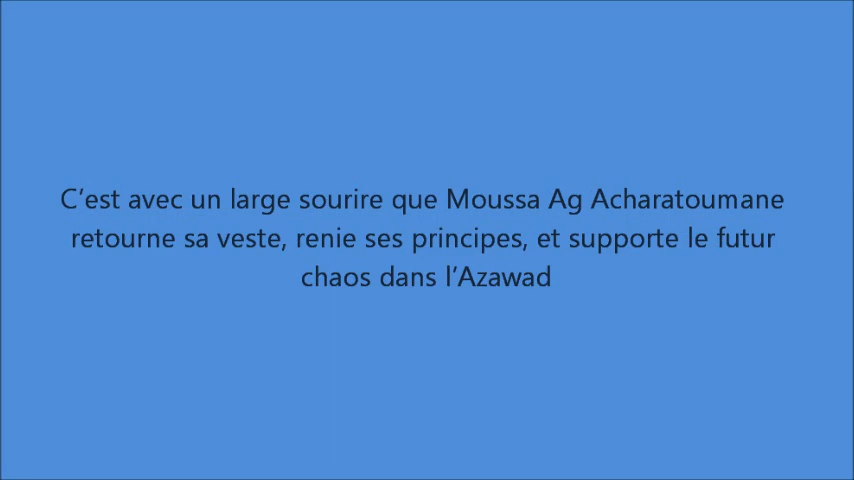 C’est avec un large sourire que Moussa Ag Acharatoumane
retourne sa veste, renie ses principes, et supporte le futur
chaos dans l’Azawad